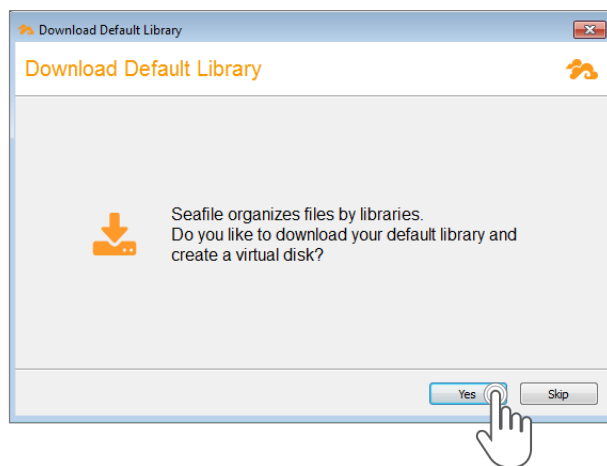 Download Default Library
Download Default Library
Seafile organizes files by libraries.
Do you like to download your default library and
create a virtual disk?
Yes
Skip